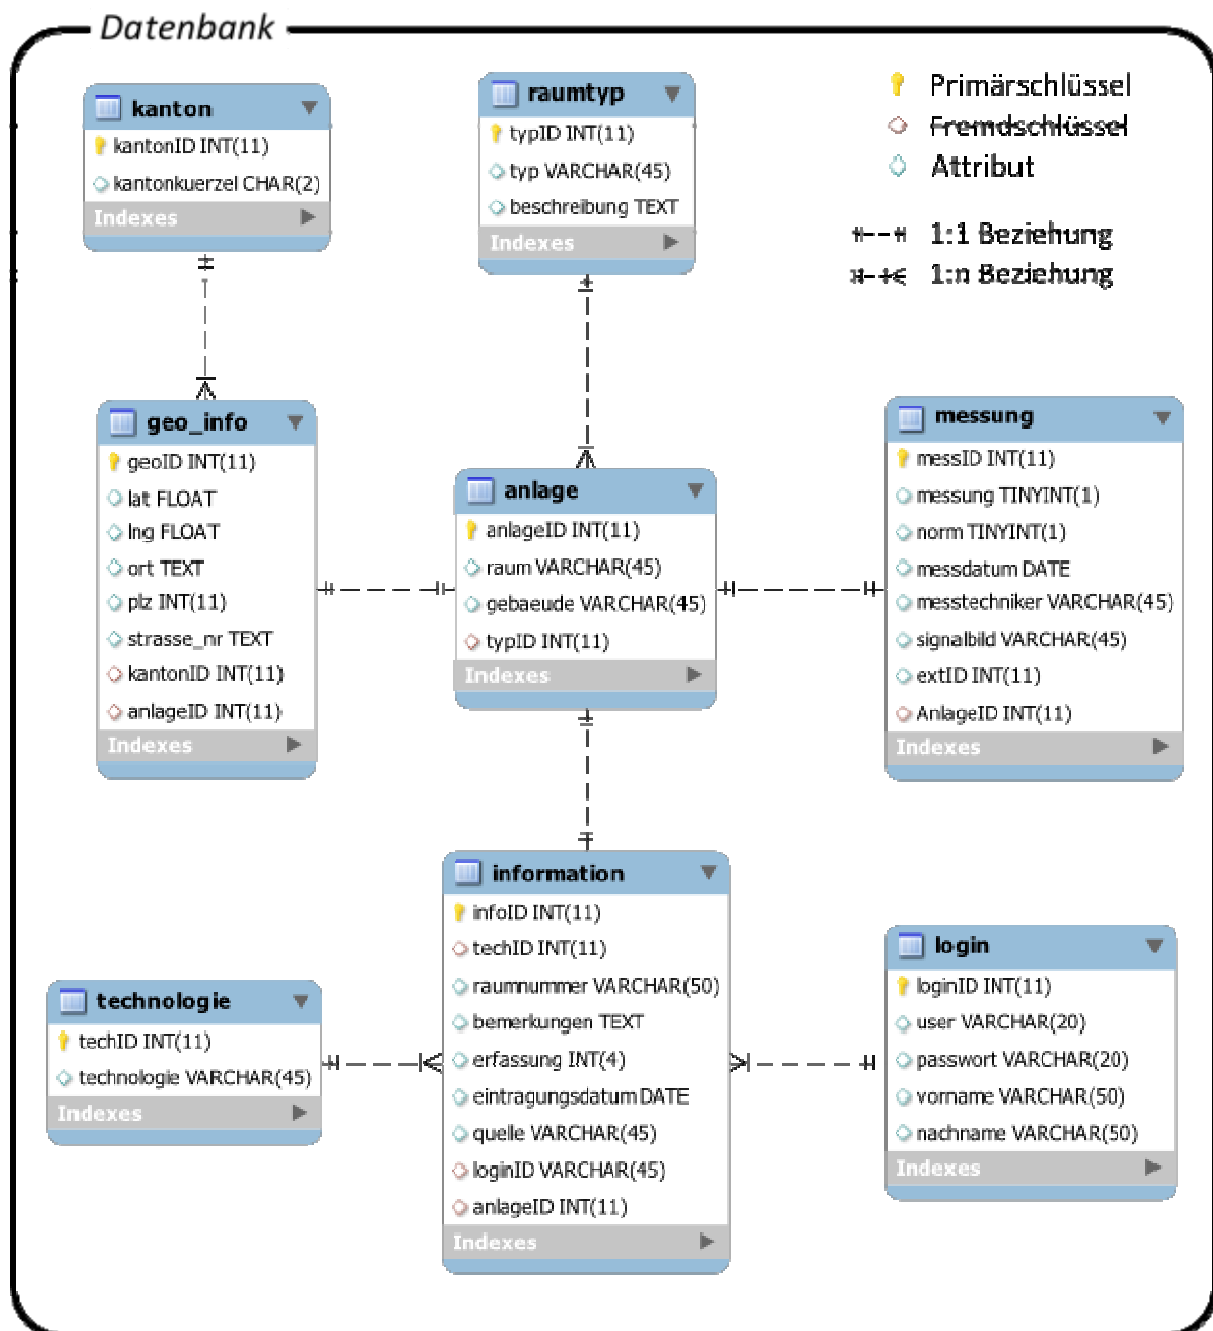 Datenbank
kanton
kantonID INT(11)
kantonkuerzel CHAR(2)
Indexes
raumtyp
typID INT(11)
typ VARCHAR(45)
beschreibung TEXT
Indexes
Primärschlüssel
Fremdschlüssel
Attribut
1:1 Beziehung
1:n Beziehung
geo_info
geoID INT(11)
lat FLOAT
lng FLOAT
ort TEXT
plz INT(11)
strasse_nr TEXT
kantonID INT(11)
anlageID INT(11)
Indexes
anlage
anlageID INT(11)
raum VARCHAR(45)
gebaeude VARCHAR(45)
typID INT(11)
Indexes
messung
messID INT(11)
messung TINYINT(1)
norm TINYINT(1)
messdatum DATE
messtechniker VARCHAR(45)
signalbild VARCHAR(45)
extID INT(11)
AnlageID INT(11)
Indexes
technologie
techID INT(11)
technologie VARCHAR(45)
Indexes
information
infoID INT(11)
techID INT(11)
raumnummer VARCHAR(50)
bemerkungen TEXT
erfassung INT(4)
eintragungsdatum DATE
quelle VARCHAR(45)
loginID VARCHAR(45)
anlageID INT(11)
Indexes
login
loginID INT(11)
user VARCHAR(20)
passwort VARCHAR(20)
vorname VARCHAR(50)
nachname VARCHAR(50)
Indexes